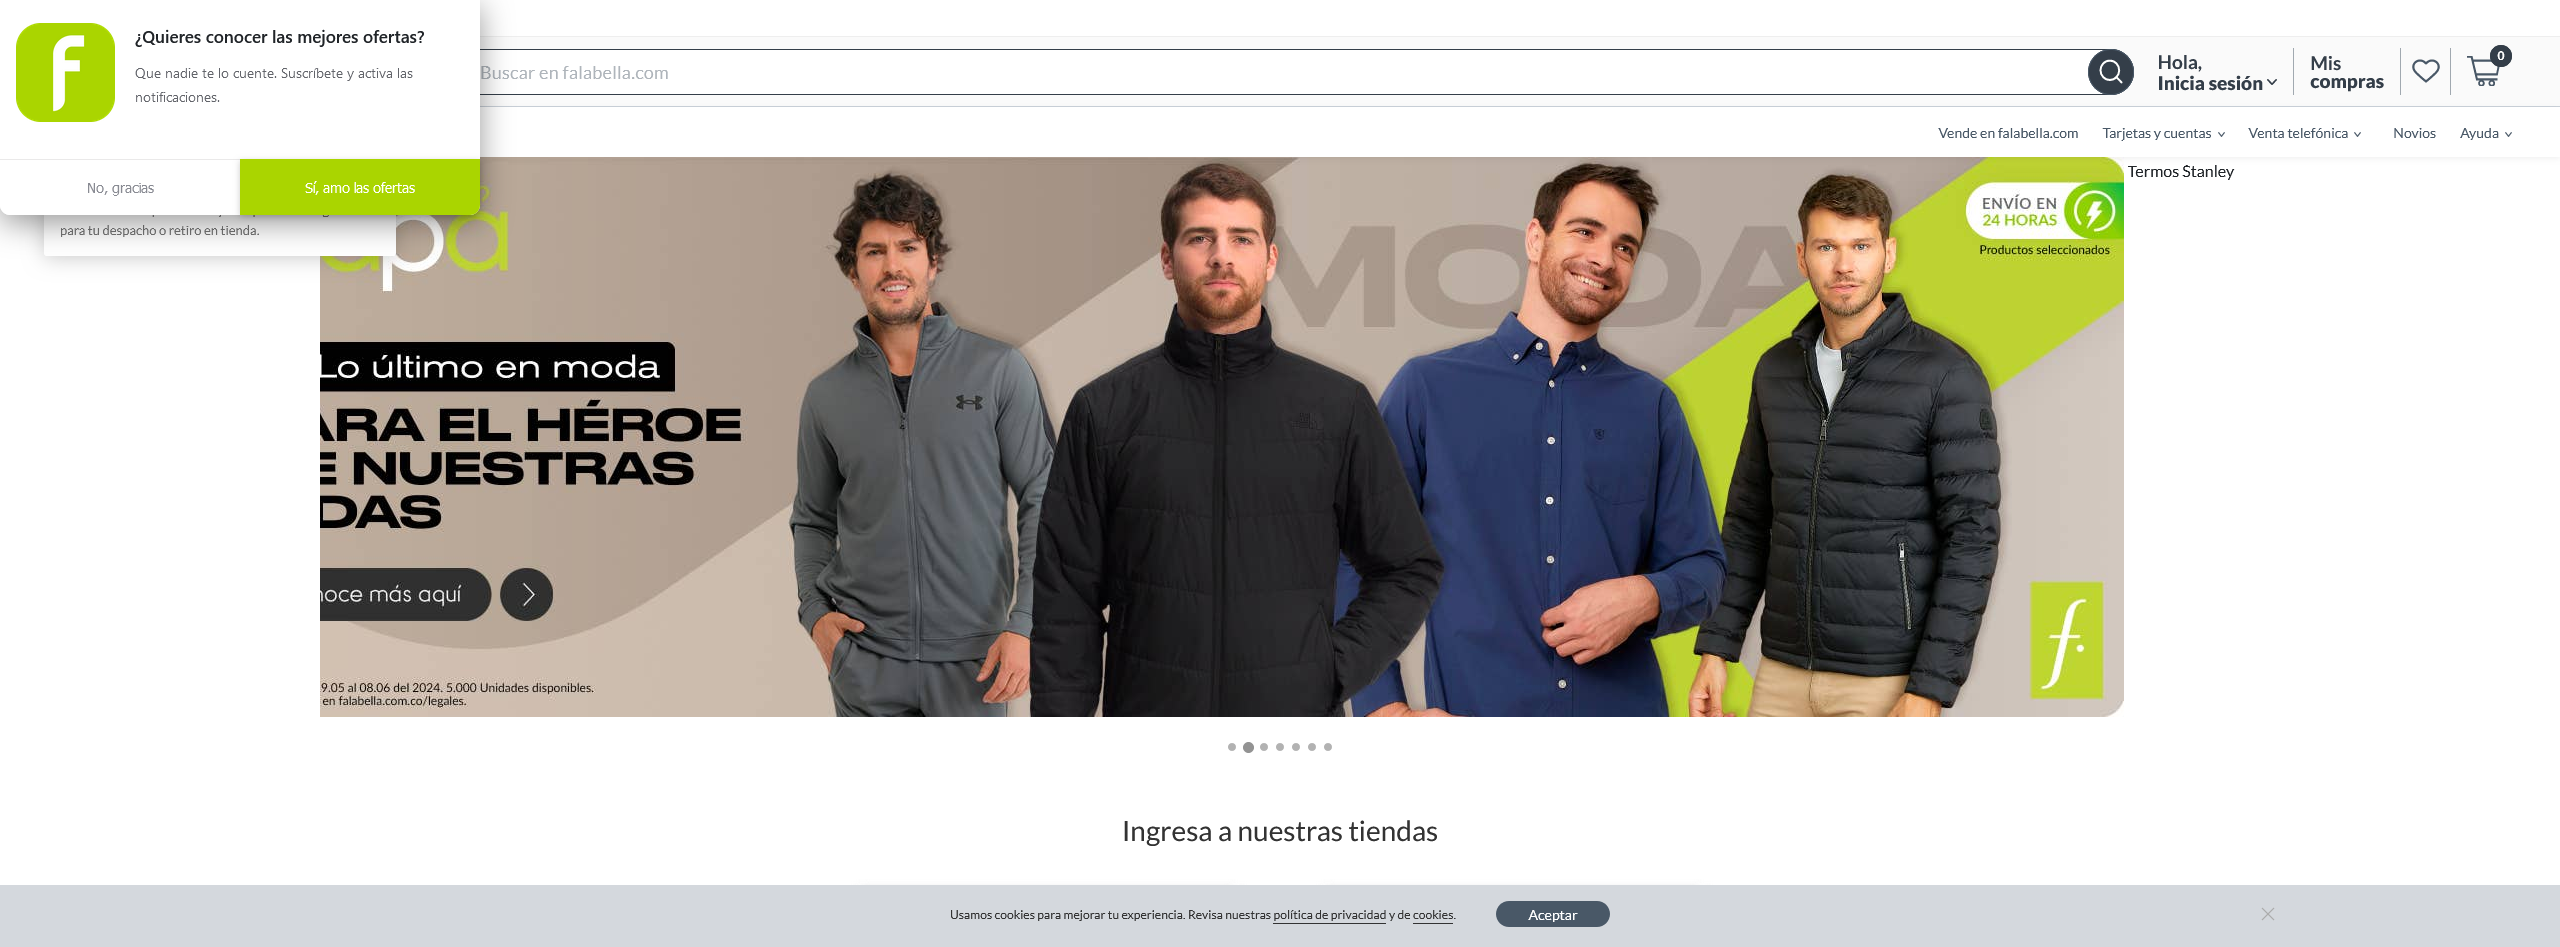 ¿Quieres conocer las mejores ofertas?
Que nadie te lo cuente. Suscríbete y activa las
notificaciones.
No, gracias
Sí, amo las ofertas
Buscar en falabella.com
Hola,
Inicia sesión
Mis
compras
0
Vende en falabella.com
Tarjetas y cuentas
Venta telefónica
Novios
Ayuda
para tu despacho o retiro en tienda.
Termos Stanley
MODA
ENVÍO EN
24 HORAS
Productos seleccionados
Lo último en moda
ARA EL HÉROE
E NUESTRAS
DAS
noce más aquí
9.05 al 08.06 del 2024. 5.000 Unidades disponibles.
en falabella.com.co/legales.
Ingresa a nuestras tiendas
Usamos cookies para mejorar tu experiencia. Revisa nuestras política de privacidad y de cookies.
Aceptar